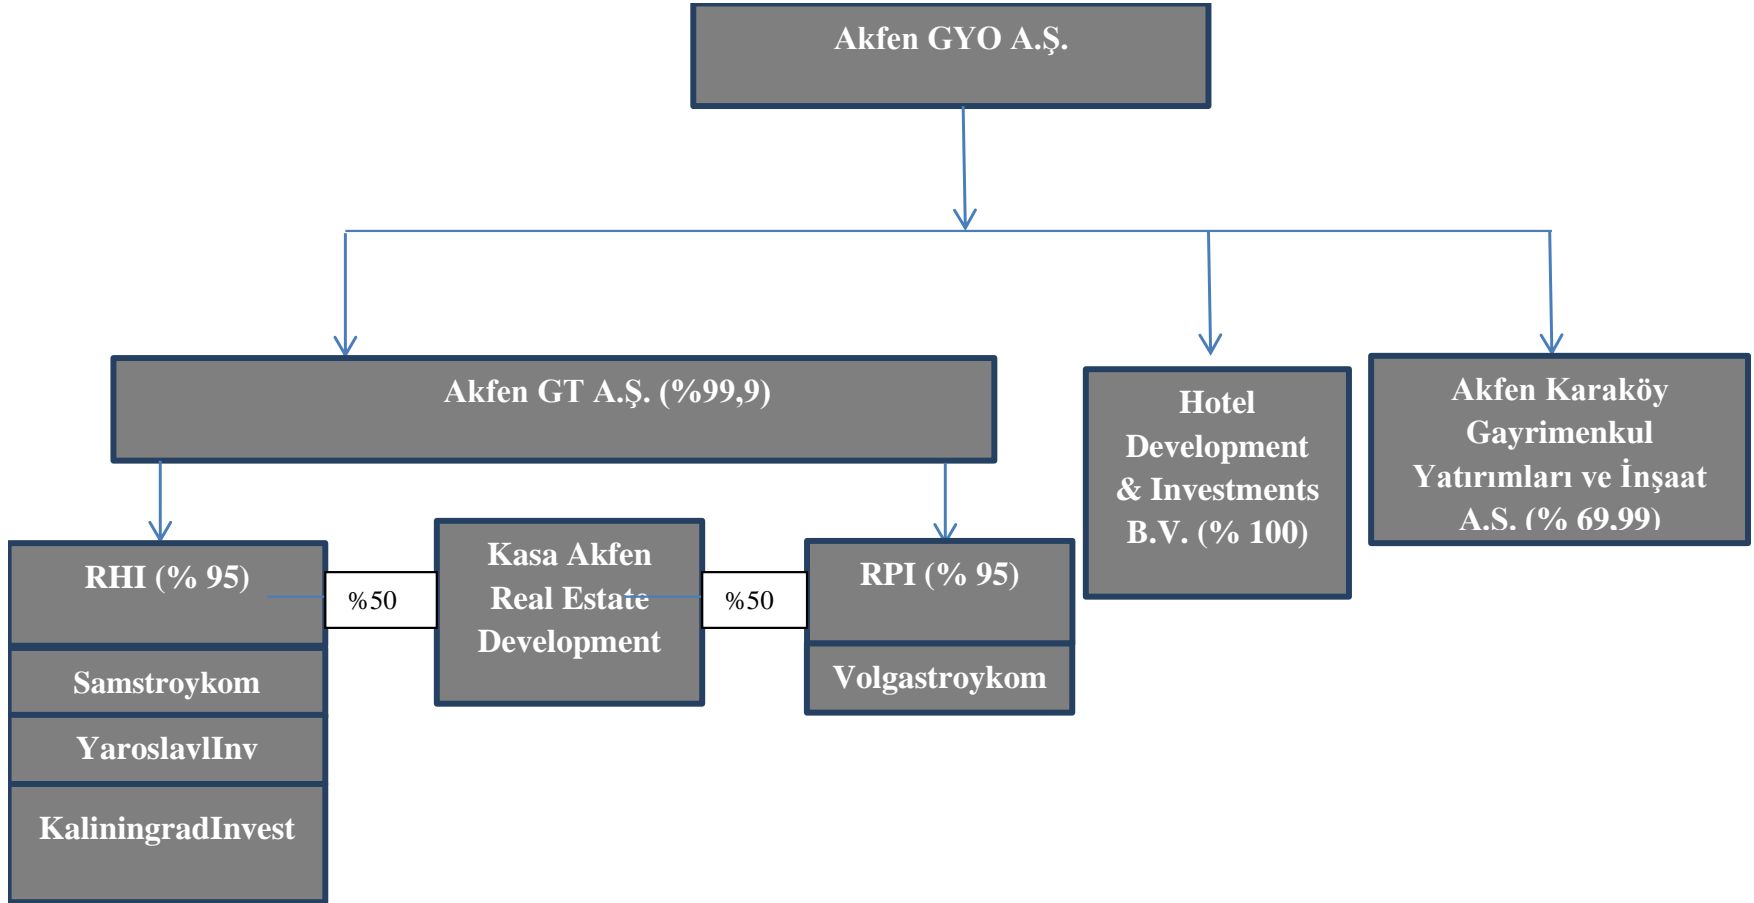 Akfen GYO A.Ş.
Akfen GT A.Ş. (%99,9)
Hotel
Development
& Investments
B.V. (% 100)
Akfen Karaköy
Gayrimenkul
Yatırımları ve İnşaat
A.Ş. (% 69,99)
RHI (% 95)
%50
Kasa Akfen
Real Estate
Development
%50
RPI (% 95)
Samstroykom
Volgastroykom
YaroslavlInv
KaliningradInvest